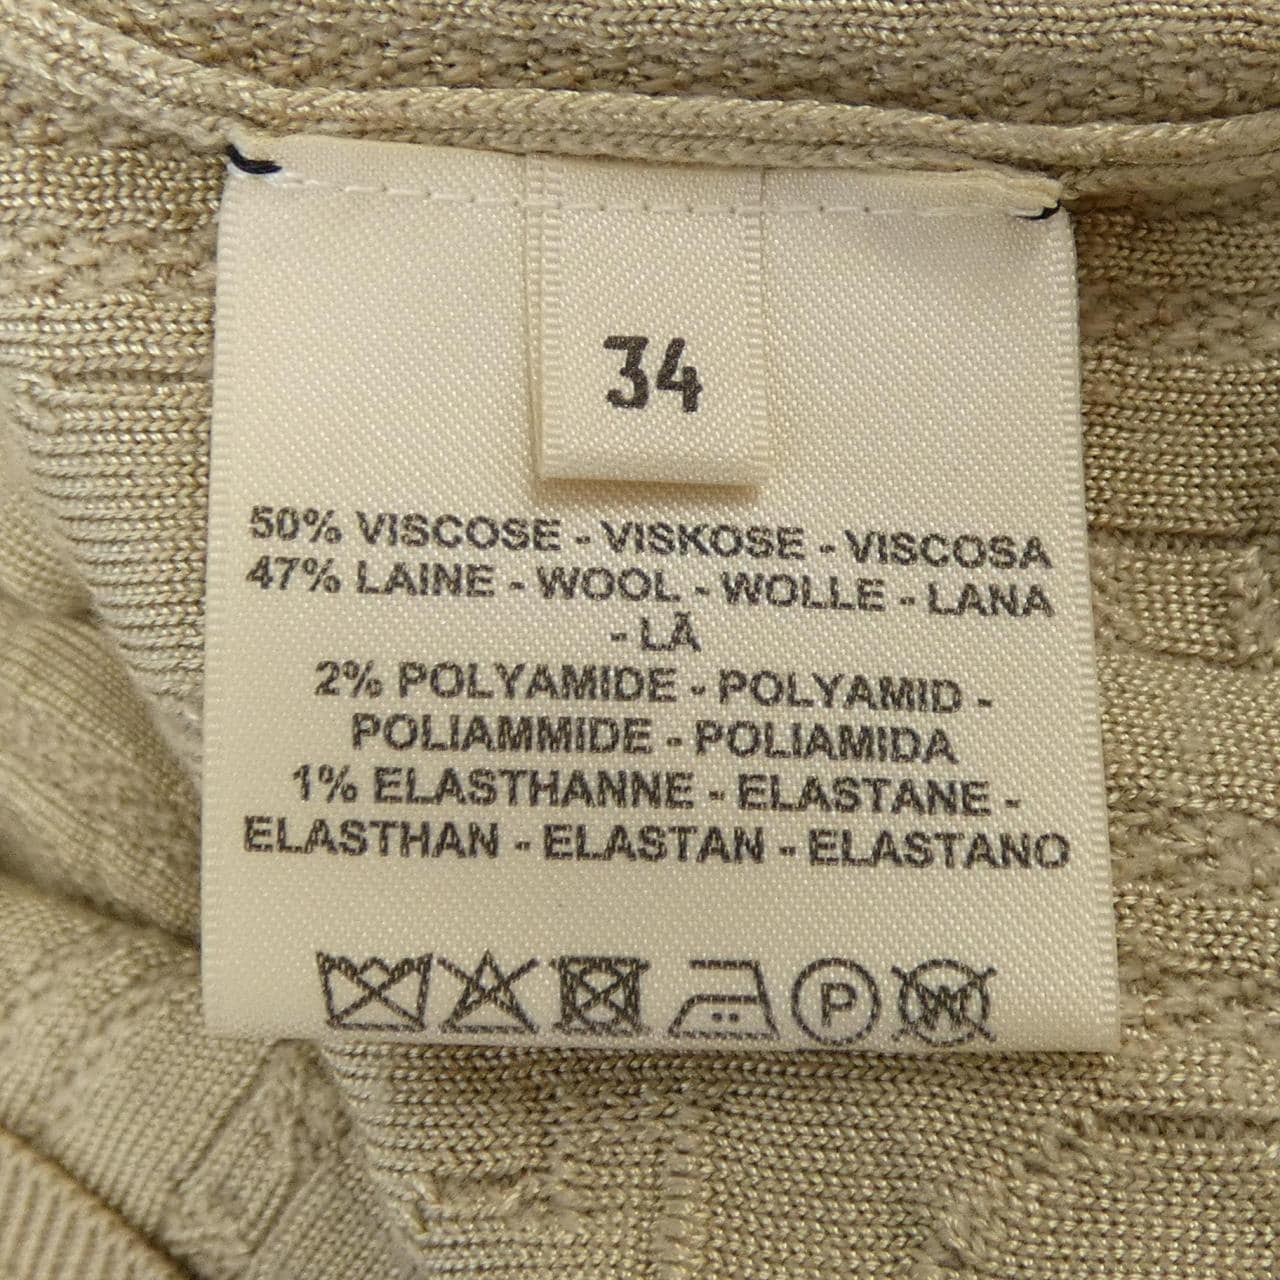 34
50% VISCOSE - VISKOSE - VISCOSA
47% LAINE - WOOL - WOLLE - LANA
- LÃ
2% POLYAMIDE - POLYAMID -
POLIAMMIDE - POLIAMIDA
1% ELASTHANNE - ELASTANE -
ELASTHAN - ELASTAN - ELASTANO
P W